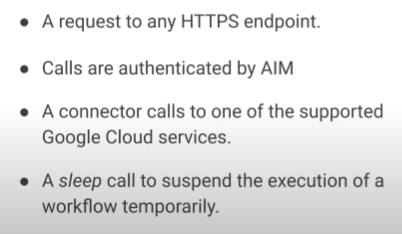 ● A request to any HTTPS endpoint.
● Calls are authenticated by AIM
● A connector calls to one of the supported
Google Cloud services.
● A sleep call to suspend the execution of a
workflow temporarily.